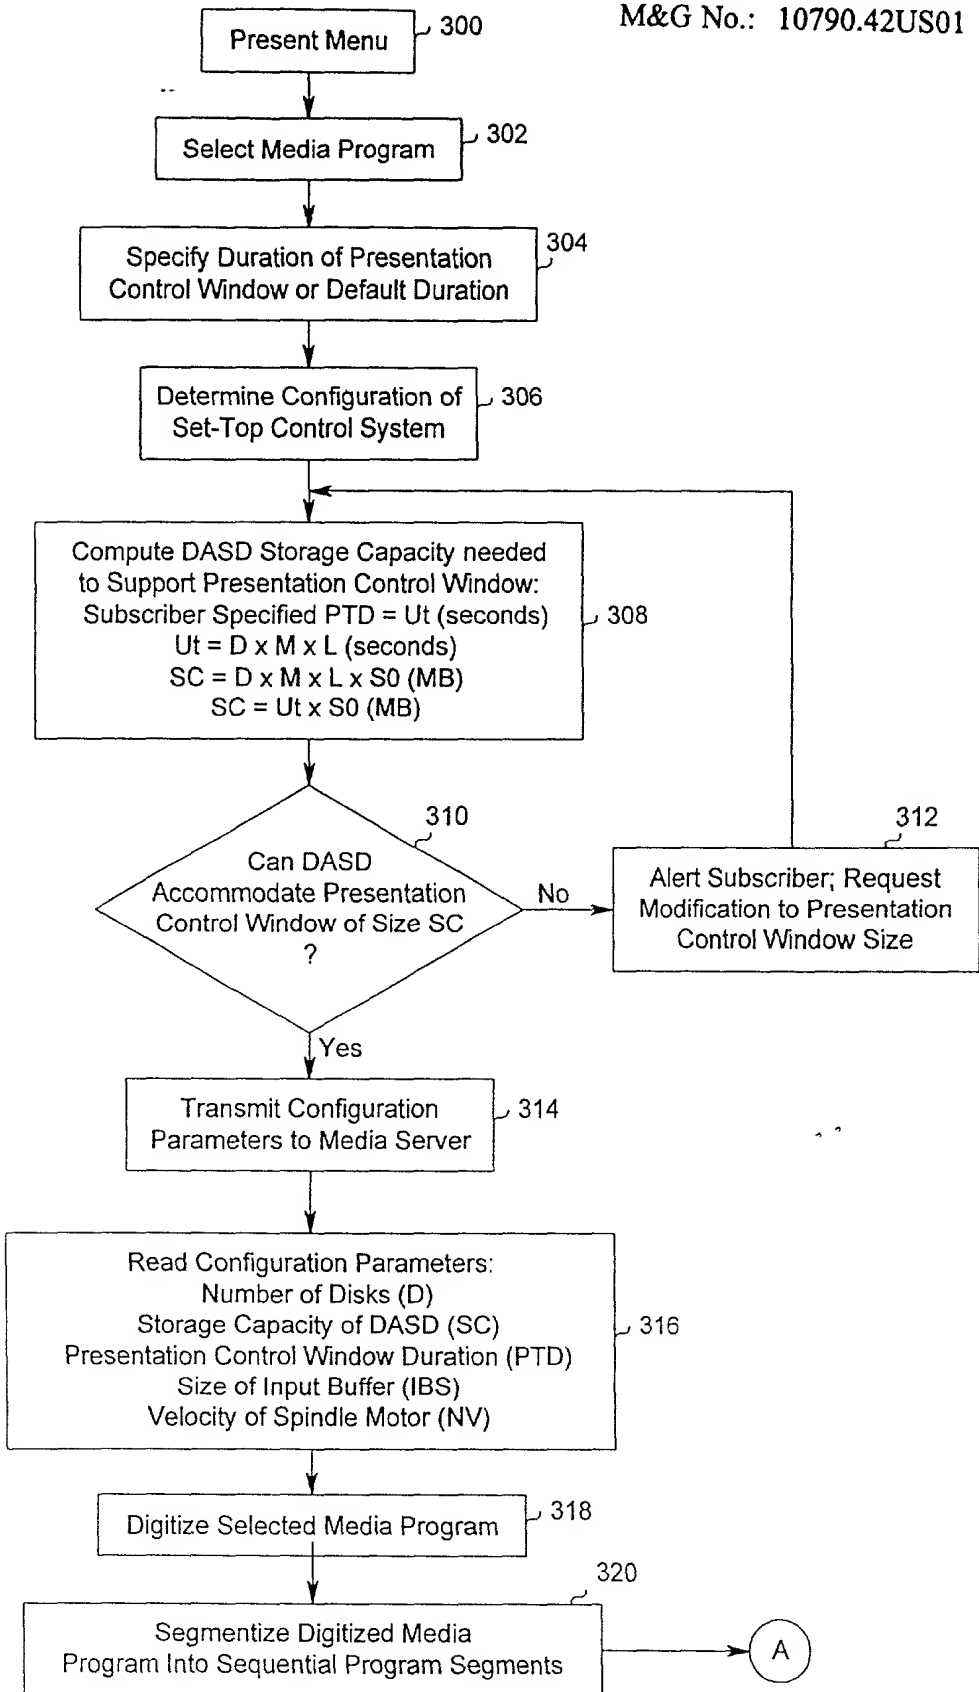 M&G No.: 10790.42US01
Present Menu
300
Select Media Program
302
Specify Duration of Presentation
Control Window or Default Duration
304
Determine Configuration of
Set-Top Control System
306
Compute DASD Storage Capacity needed
to Support Presentation Control Window:
Subscriber Specified PTD = Ut (seconds)
Ut = D x M x L (seconds)
SC = D x M x L x S0 (MB)
SC = Ut x S0 (MB)
308
310
Can DASD
Accommodate Presentation
Control Window of Size SC
?
No
312
Alert Subscriber; Request
Modification to Presentation
Control Window Size
Yes
Transmit Configuration
Parameters to Media Server
314
Read Configuration Parameters:
Number of Disks (D)
Storage Capacity of DASD (SC)
Presentation Control Window Duration (PTD)
Size of Input Buffer (IBS)
Velocity of Spindle Motor (NV)
316
Digitize Selected Media Program
318
320
Segmentize Digitized Media
Program Into Sequential Program Segments
A